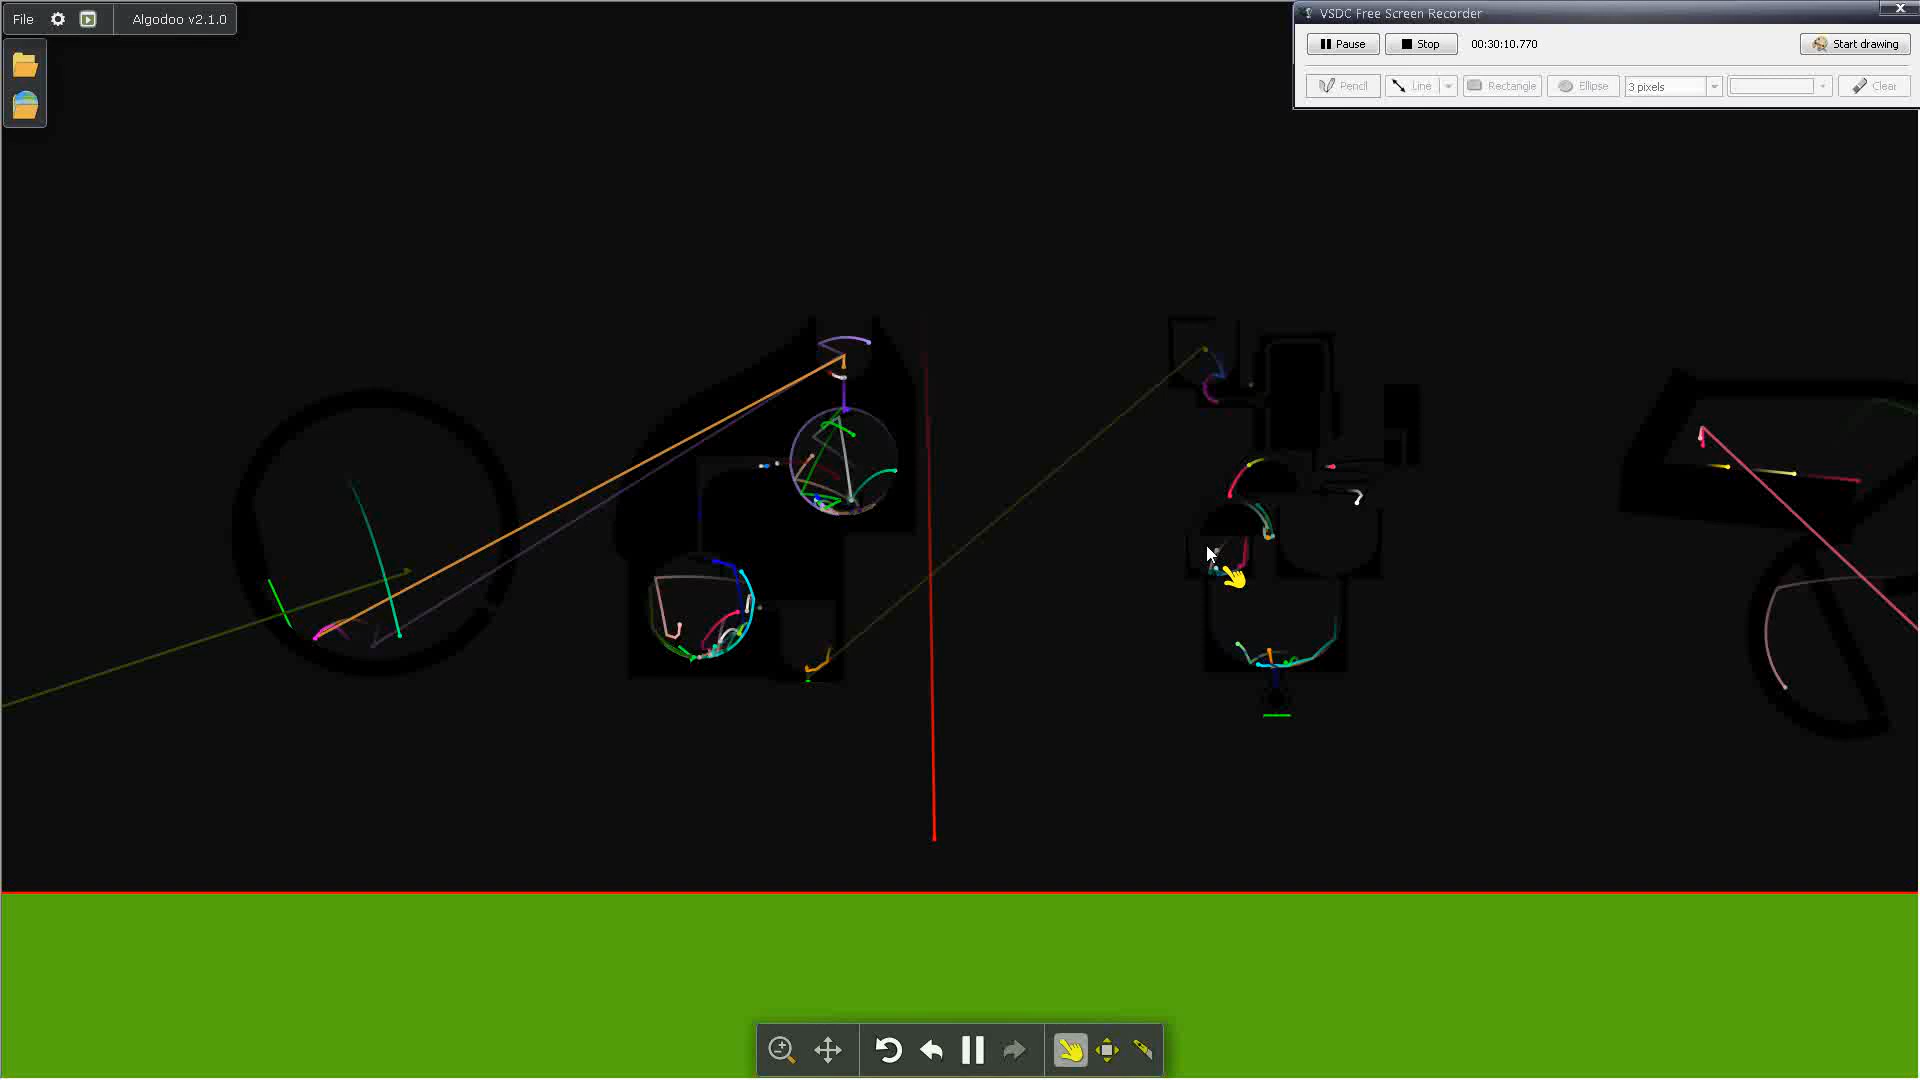 File Algodoo v2.1.0
VSDC Free Screen Recorder
Pause Stop 00:30:10.770 Start drawing
Pencil Line Rectangle Ellipse 3 pixels Clear